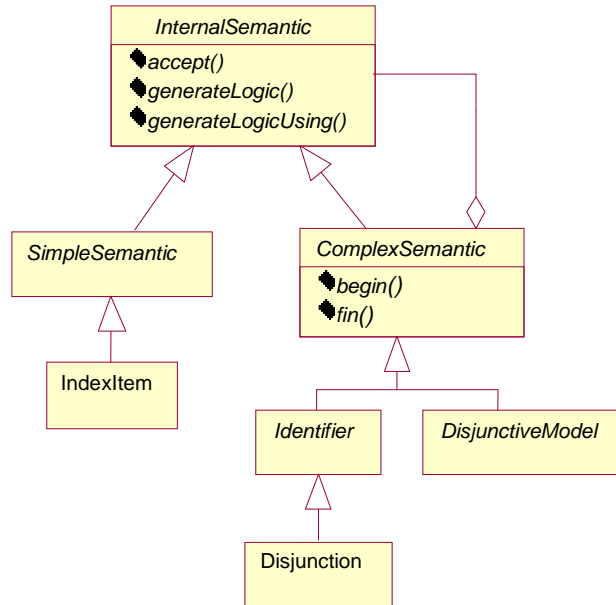 InternalSemantic
accept()
generateLogic()
generateLogicUsing()
SimpleSemantic
ComplexSemantic
begin()
fin()
IndexItem
Identifier
DisjunctiveModel
Disjunction